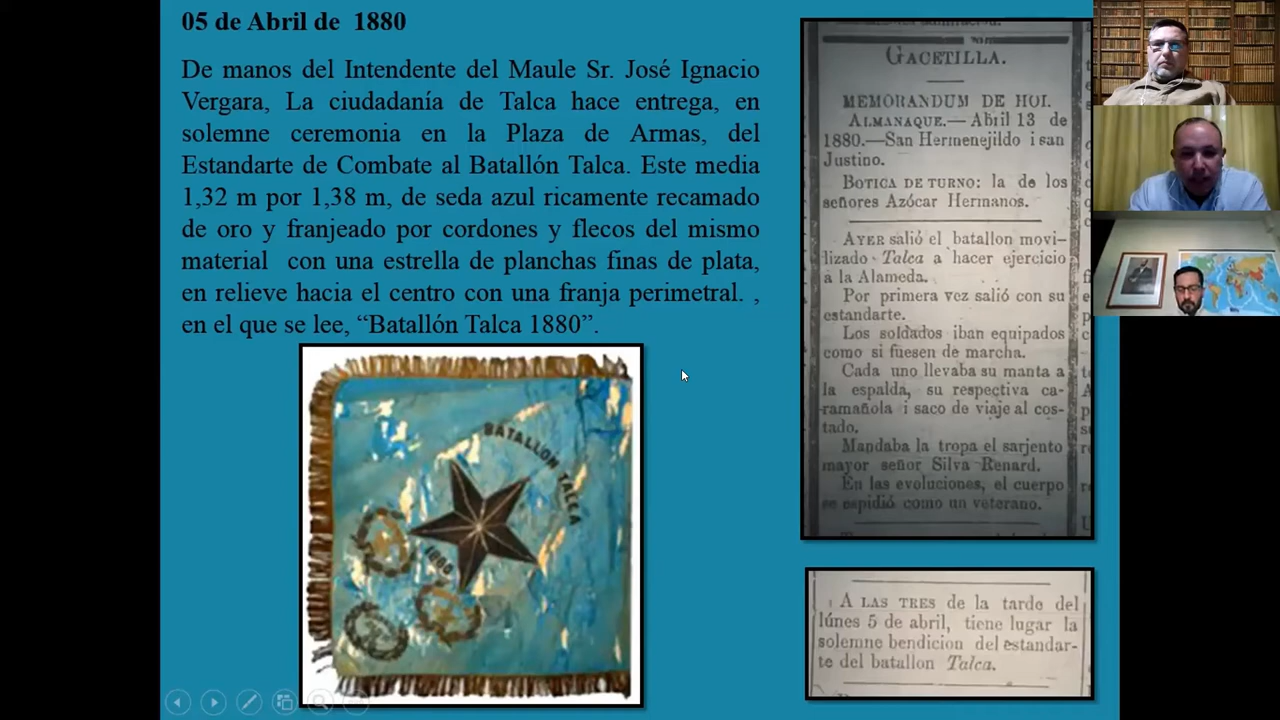 05 de Abril de 1880
De manos del Intendente del Maule Sr. José Ignacio
Vergara, La ciudadanía de Talca hace entrega, en
solemne ceremonia en la Plaza de Armas, del
Estandarte de Combate al Batallón Talca. Este media
1,32 m por 1,38 m, de seda azul ricamente recamado
de oro y franjeado por cordones y flecos del mismo
material con una estrella de planchas finas de plata,
en relieve hacia el centro con una franja perimetral. ,
en el que se lee, “Batallón Talca 1880”.
BATALLON TALCA
1880
GACETILLA.
MEMORANDUM DE HOI.
ALMANAQUE.—Abril 13 de
1880.—San Hermenejildo i san
Justino.
BOTICA DE TURNO: la de los
señores Azócar Hermanos.
AYER salió el batallon movi-
lizado Talca a hacer ejercicio
a la Alameda.
Por primera vez salió con su
estandarte.
Los soldados iban equipados
como si fuesen de marcha.
Cada uno llevaba su manta a
la espalda, su respectiva ca-
ramañola i saco de viaje al cos-
tado.
Mandaba la tropa el sarjento
mayor señor Silva Renard.
En las evoluciones, el cuerpo
se espidió como un veterano.
A LAS TRES de la tarde del
lúnes 5 de abril, tiene lugar la
solemne bendicion del estandar-
te del batallon Talca.